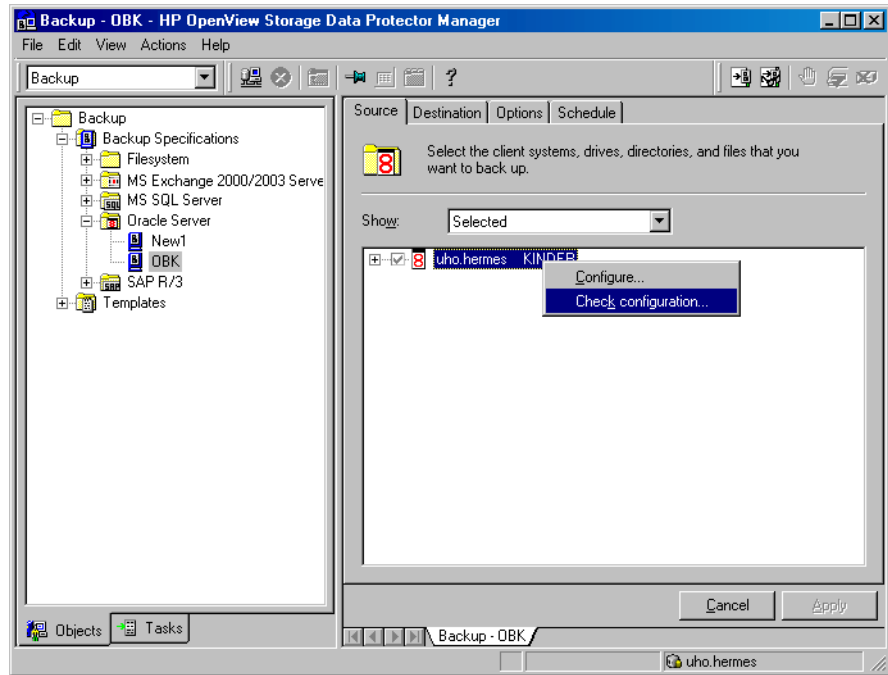 Backup - OBK - HP OpenView Storage Data Protector Manager
File Edit View Actions Help
Backup
?
Backup
Backup Specifications
Filesystem
MS Exchange 2000/2003 Serve
MS SQL Server
Oracle Server
New1
OBK
SAP R/3
Templates
Objects
Tasks
Source
Destination
Options
Schedule
8
Select the client systems, drives, directories, and files that you
want to back up.
Show:
Selected
8 uho.hermes KINDER
Configure...
Check configuration...
Cancel
Apply
Backup - OBK
uho.hermes